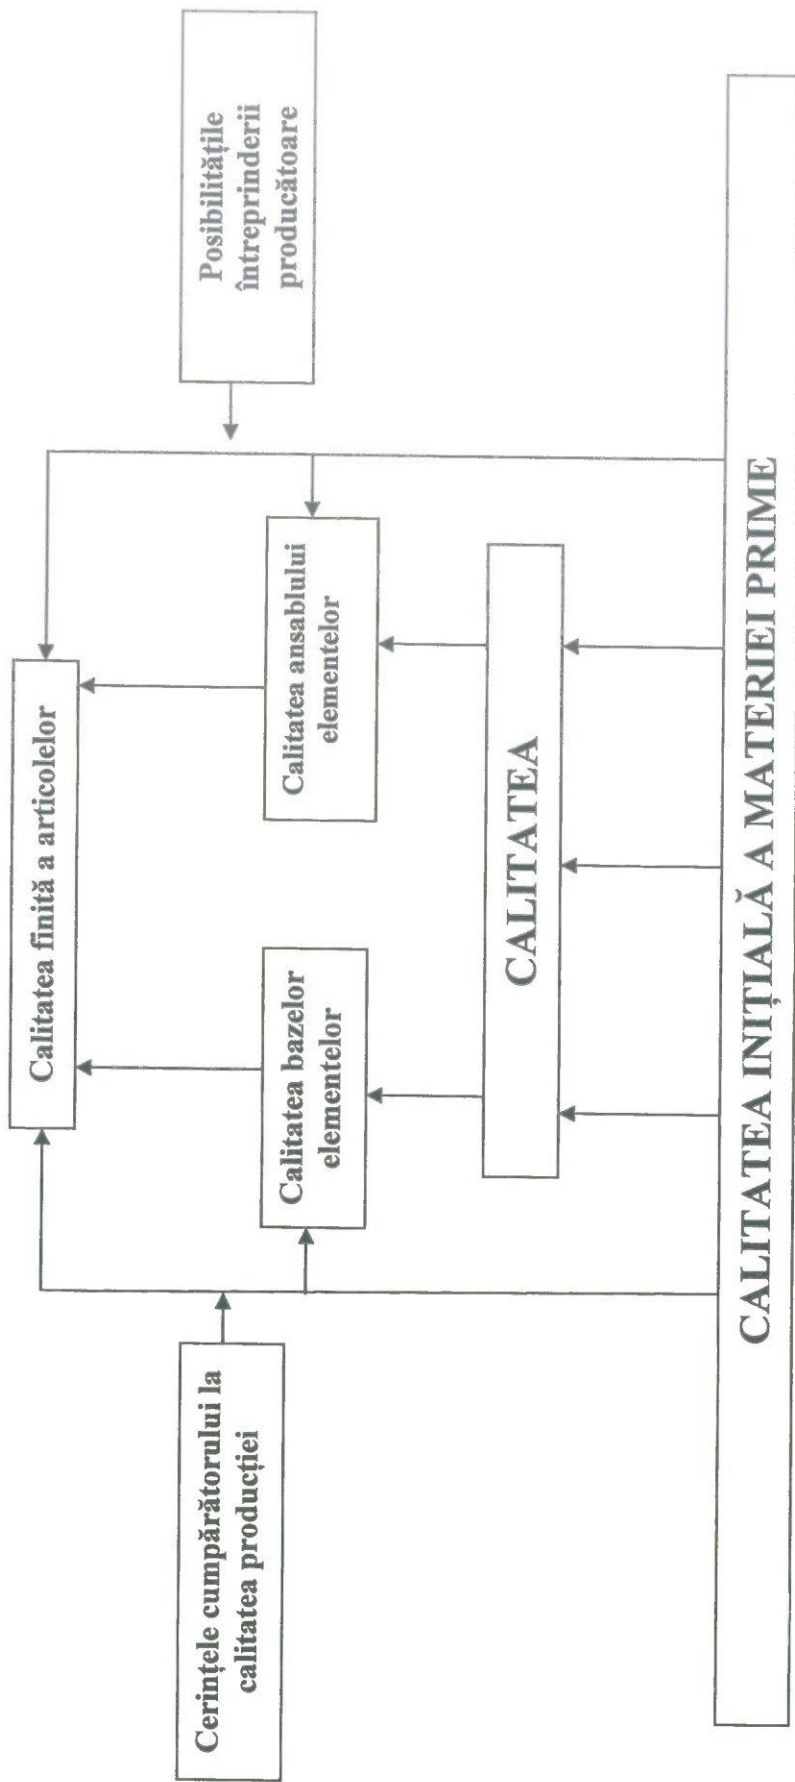 Calitatea finită a articolelor
Cerințele cumpărătorului la
calitatea producției
Posibilitățile
întreprinderii
producătoare
Calitatea bazelor
elementelor
Calitatea ansablului
elementelor
CALITATEA
CALITATEA INIȚIALĂ A MATERIEI PRIME